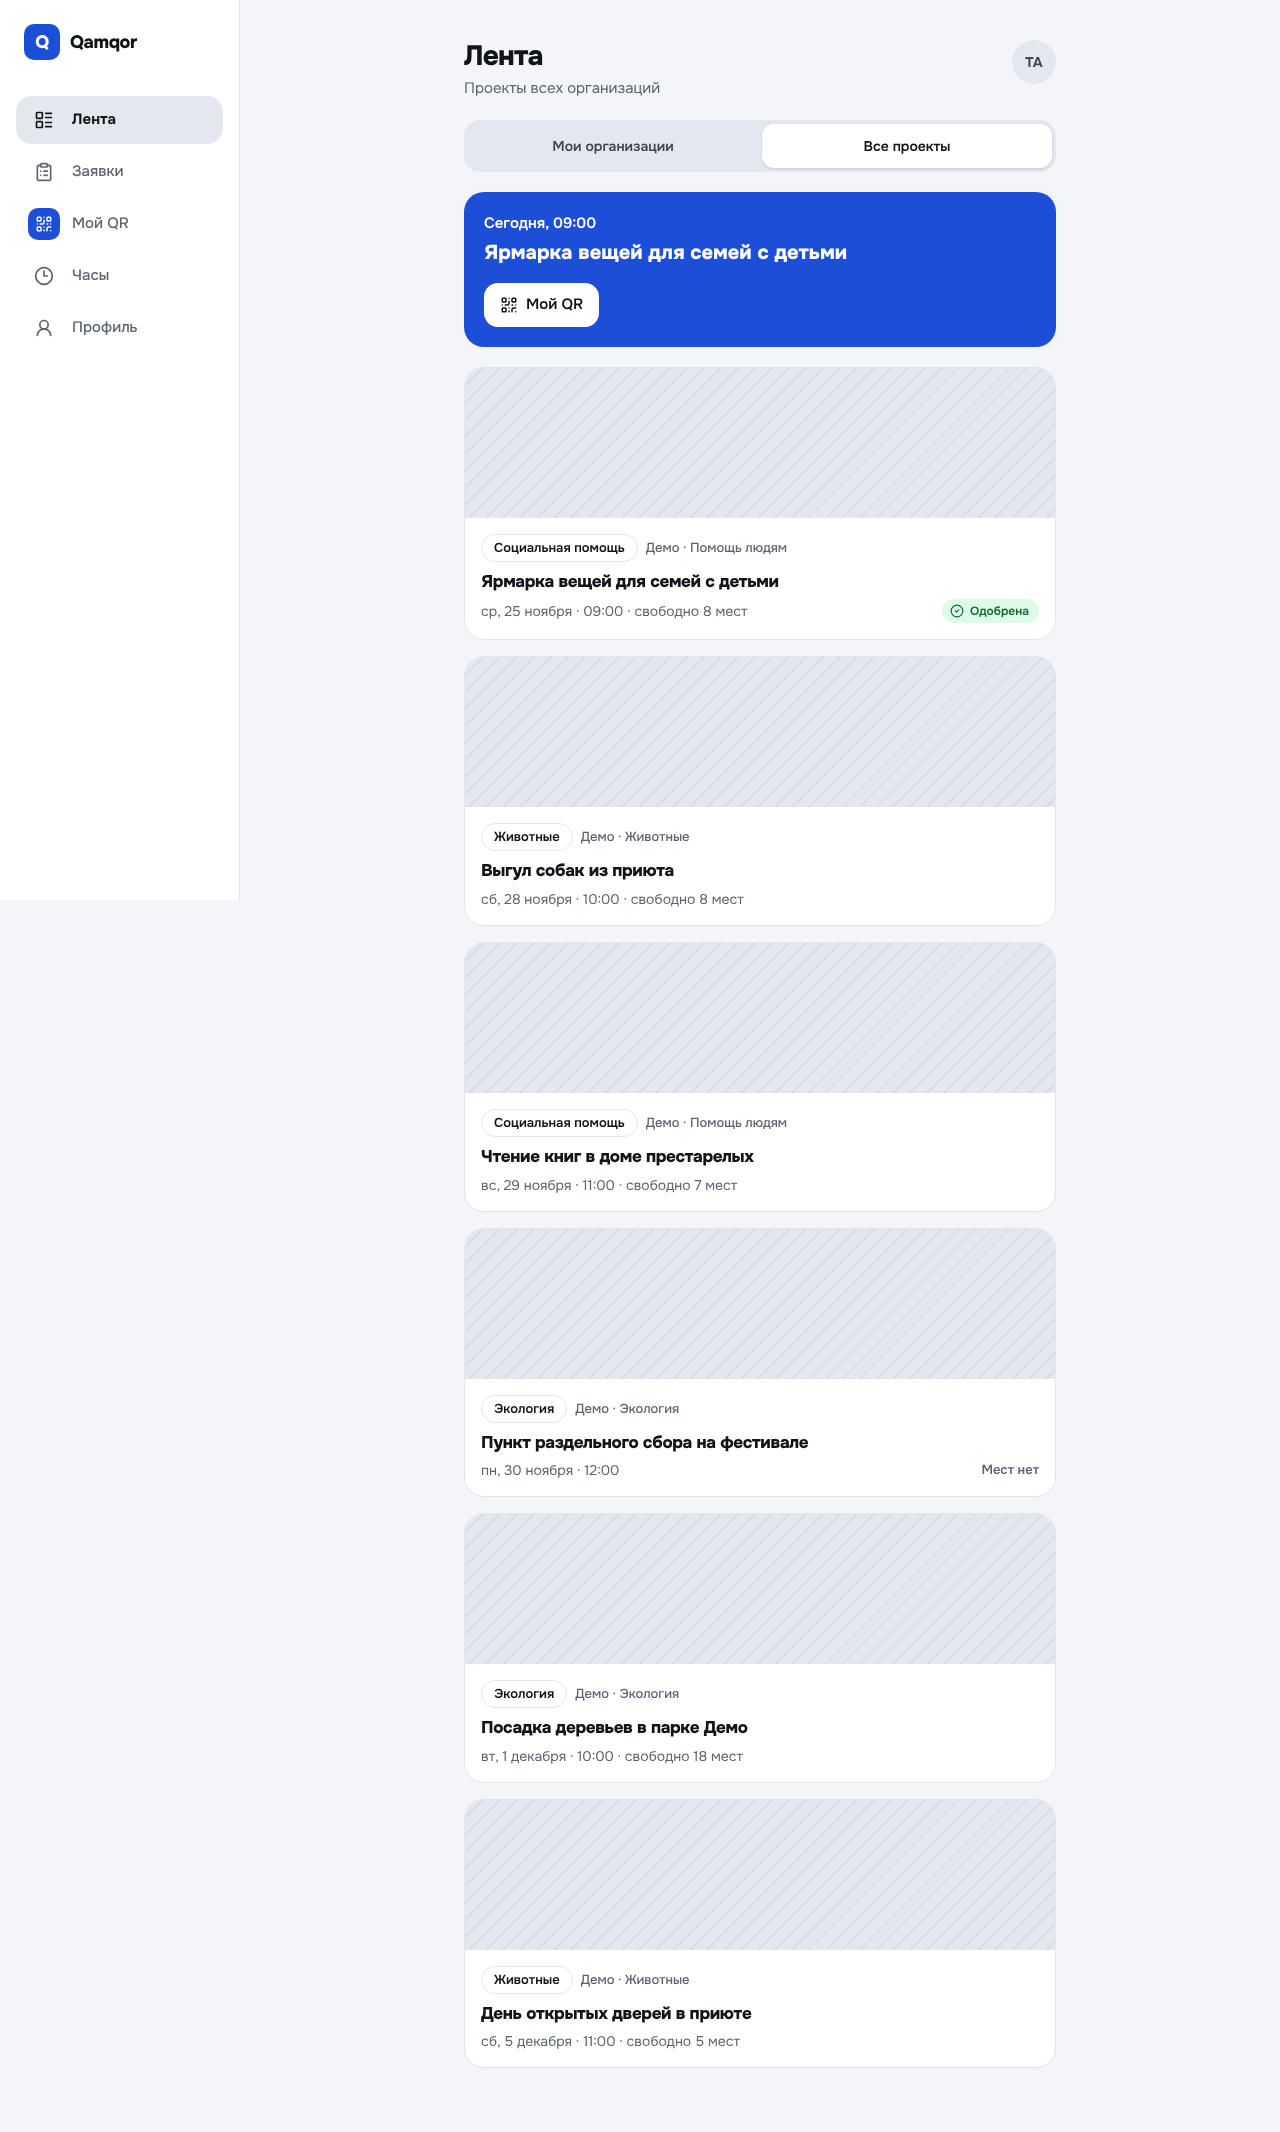 Q Qamqor
Лента
Заявки
Мой QR
Часы
Профиль
Лента
Проекты всех организаций
TA
Мои организации
Все проекты
Сегодня, 09:00
Ярмарка вещей для семей с детьми
Мой QR
Социальная помощь Демо · Помощь людям
Ярмарка вещей для семей с детьми
ср, 25 ноября · 09:00 · свободно 8 мест
Одобрена
Животные Демо · Животные
Выгул собак из приюта
сб, 28 ноября · 10:00 · свободно 8 мест
Социальная помощь Демо · Помощь людям
Чтение книг в доме престарелых
вс, 29 ноября · 11:00 · свободно 7 мест
Экология Демо · Экология
Пункт раздельного сбора на фестивале
пн, 30 ноября · 12:00
Мест нет
Экология Демо · Экология
Посадка деревьев в парке Демо
вт, 1 декабря · 10:00 · свободно 18 мест
Животные Демо · Животные
День открытых дверей в приюте
сб, 5 декабря · 11:00 · свободно 5 мест